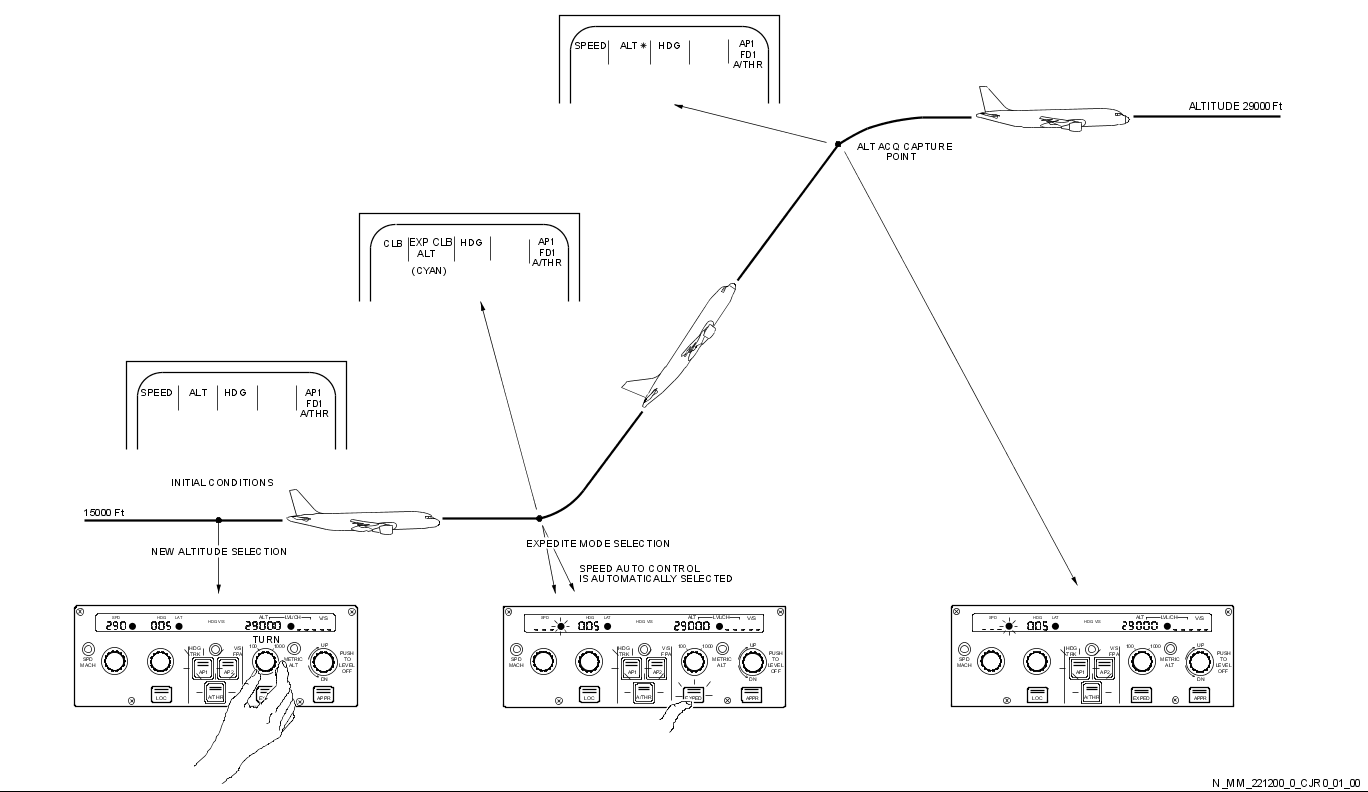 SPEED ALT ✳ HDG AP1
FD1
A/THR
ALTITUDE 29000 Ft
ALT ACQ CAPTURE
POINT
CLB EXP CLB HDG AP1
ALT FD1
(CYAN) A/THR
SPEED ALT HDG AP1
FD1
A/THR
INITIAL CONDITIONS
15000 Ft
NEW ALTITUDE SELECTION
EXPEDITE MODE SELECTION
SPEED AUTO CONTROL
IS AUTOMATICALLY SELECTED
SPD HDG LAT HDG V/S ALT LVL/CH V/S
290 005 29000 -----
TURN
100 1000
HDG
TRK
V/S
FPA
UP
SPD
MACH
METRIC
ALT
PUSH
TO
LEVEL
OFF
AP1 AP2
DN
LOC A/THR APPR
SPD HDG LAT HDG V/S ALT LVL/CH V/S
--- 005 29000 -----
HDG
TRK
V/S
FPA
100 1000
UP
SPD
MACH
METRIC
ALT
PUSH
TO
LEVEL
OFF
AP1 AP2
DN
LOC A/THR APPR
SPD HDG LAT HDG V/S ALT LVL/CH V/S
--- 005 29000 -----
HDG
TRK
V/S
FPA
100 1000
UP
SPD
MACH
METRIC
ALT
PUSH
TO
LEVEL
OFF
AP1 AP2
DN
LOC A/THR EXPED APPR
N_MM_221200_0_CJR0_01_00